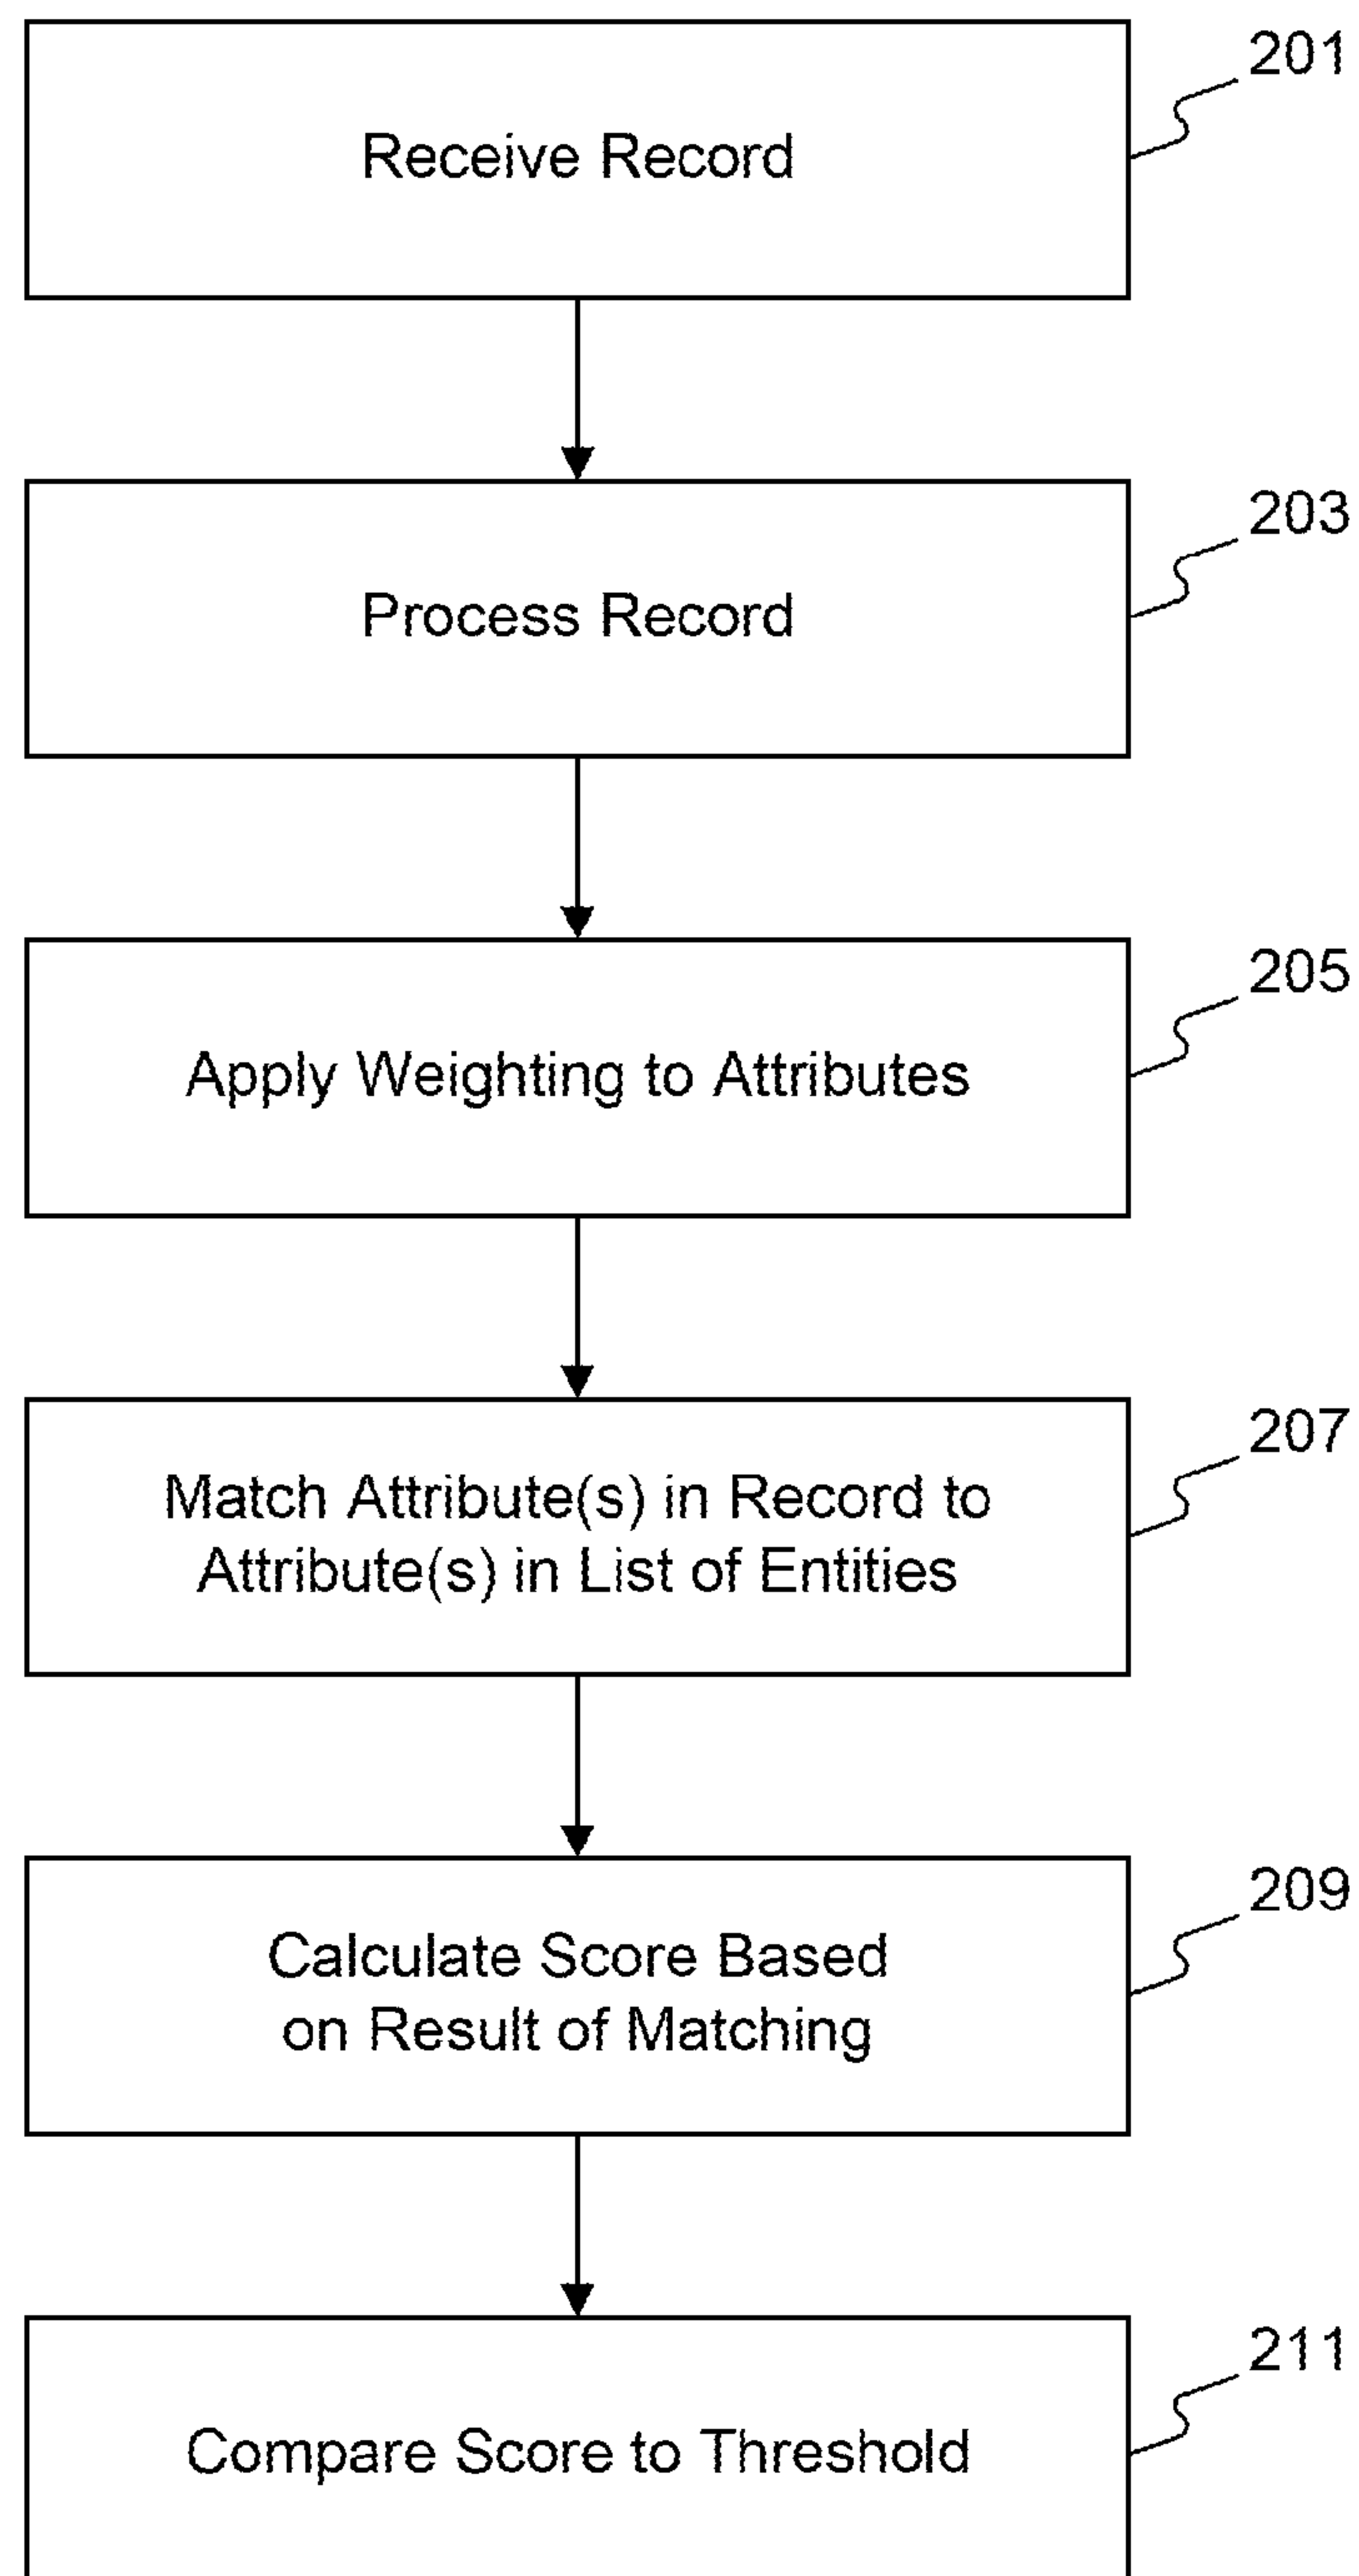 201
Receive Record
203
Process Record
205
Apply Weighting to Attributes
207
Match Attribute(s) in Record to
Attribute(s) in List of Entities
209
Calculate Score Based
on Result of Matching
211
Compare Score to Threshold